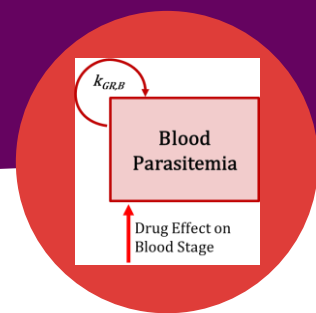 k_GR,B
Blood
Parasitemia
Drug Effect on
Blood Stage